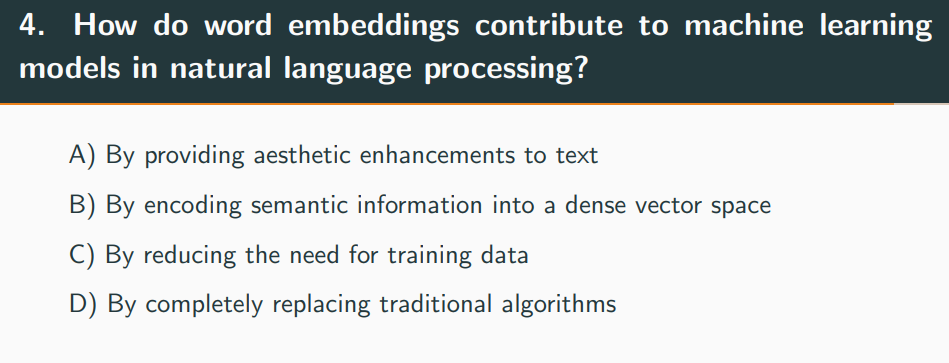 4. How do word embeddings contribute to machine learning
models in natural language processing?
A) By providing aesthetic enhancements to text
B) By encoding semantic information into a dense vector space
C) By reducing the need for training data
D) By completely replacing traditional algorithms